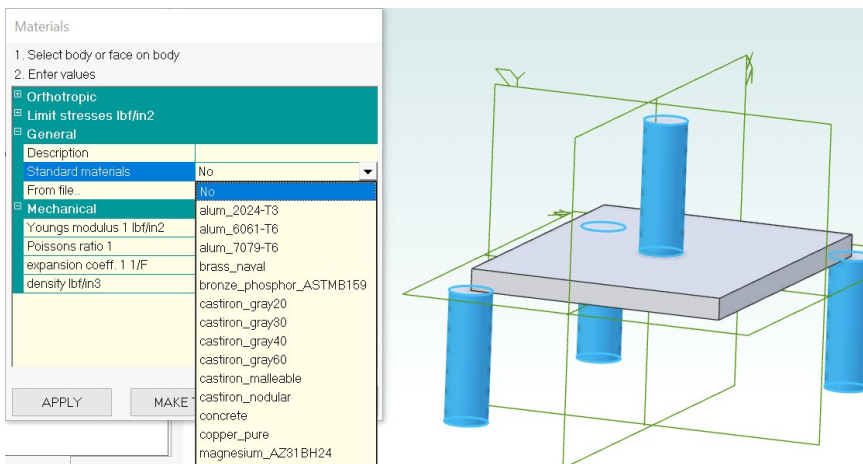 Materials
1. Select body or face on body
2. Enter values
Orthotropic
Limit stresses lbf/in2
General
Description
Standard materials No
From file.. No
Mechanical alum_2024-T3
Youngs modulus 1 lbf/in2 alum_6061-T6
Poissons ratio 1 alum_7079-T6
expansion coeff. 1 1/F brass_naval
density lbf/in3 bronze_phosphor_ASTMB159
castiron_gray20
castiron_gray30
castiron_gray40
castiron_gray60
castiron_malleable
APPLY MAKE castiron_nodular
concrete
copper_pure
magnesium_AZ31BH24
Y
X